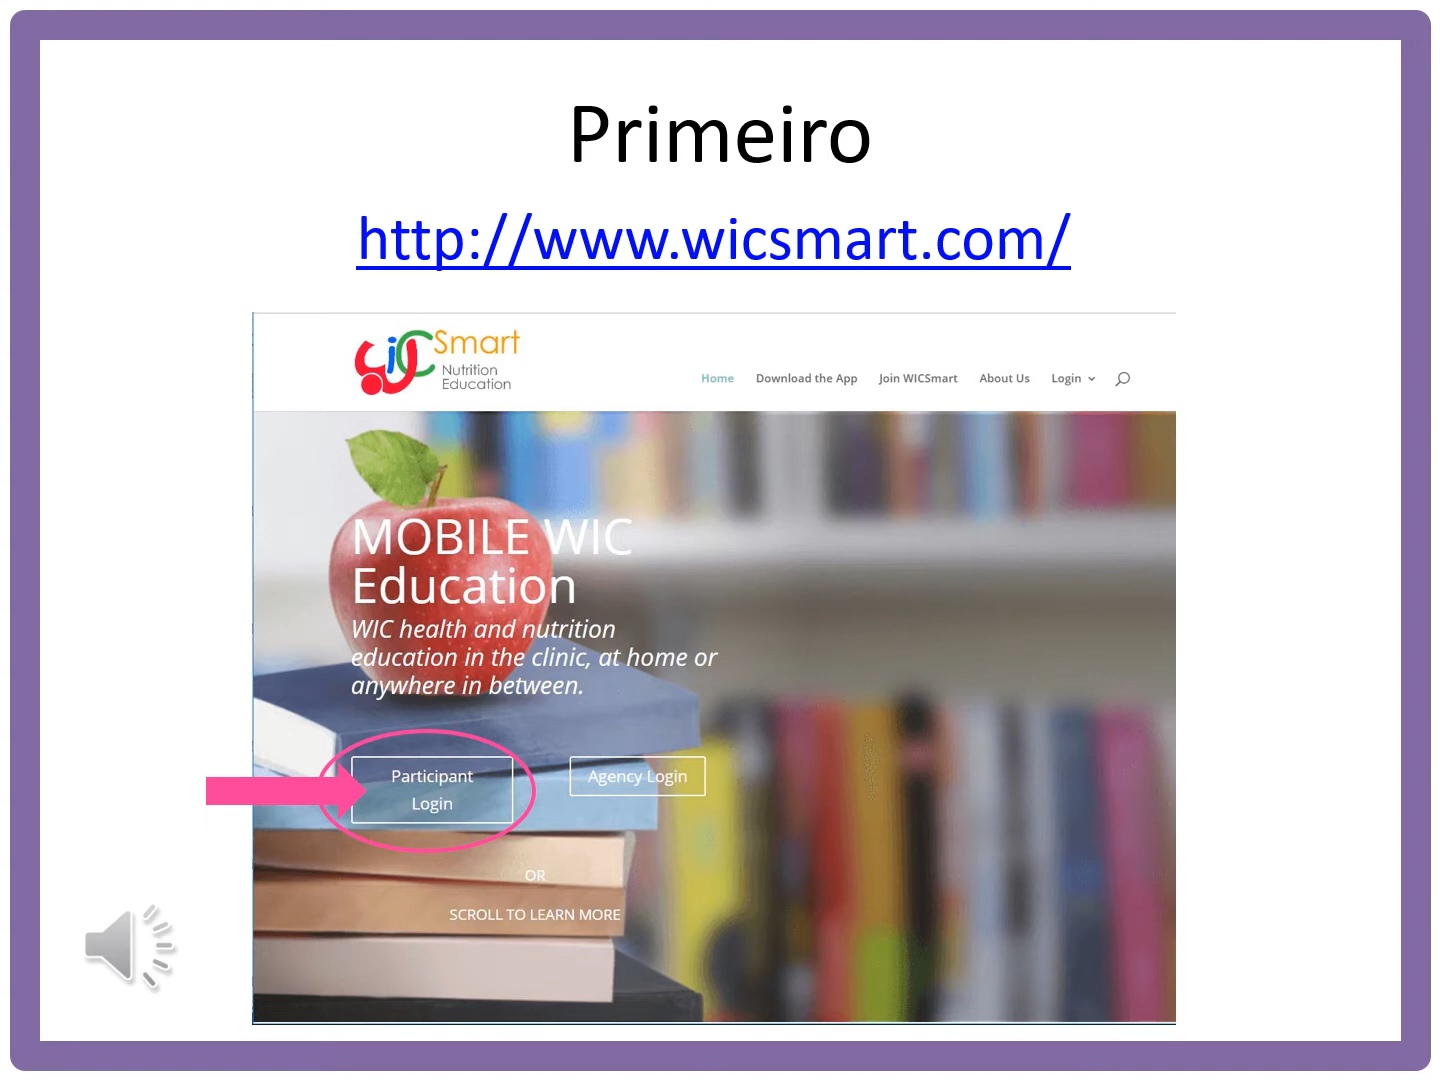 Primeiro
http://www.wicsmart.com/
WIC Smart
Nutrition
Education
Home Download the App Join WICSmart About Us Login
MOBILE WIC
Education
WIC health and nutrition
education in the clinic, at home or
anywhere in between.
Participant
Login
Agency Login
OR
SCROLL TO LEARN MORE